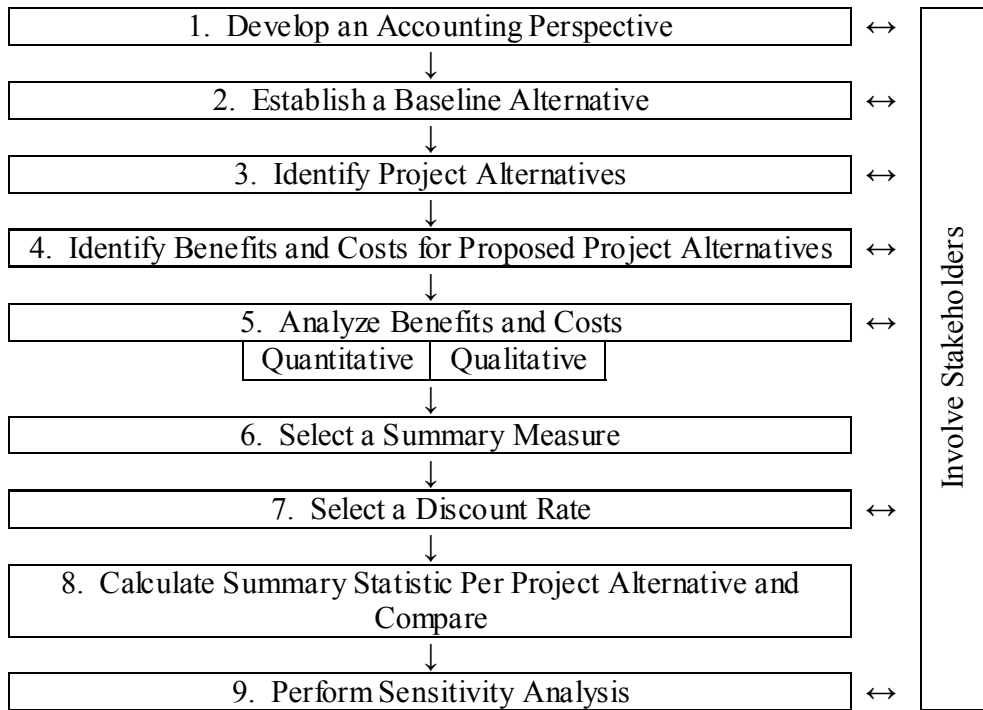 1. Develop an Accounting Perspective ↔
↓
2. Establish a Baseline Alternative ↔
↓
3. Identify Project Alternatives ↔
↓
4. Identify Benefits and Costs for Proposed Project Alternatives ↔
↓
5. Analyze Benefits and Costs ↔
Quantitative Qualitative
↓
6. Select a Summary Measure
↓
7. Select a Discount Rate ↔
↓
8. Calculate Summary Statistic Per Project Alternative and
Compare
↓
9. Perform Sensitivity Analysis ↔
Involve Stakeholders